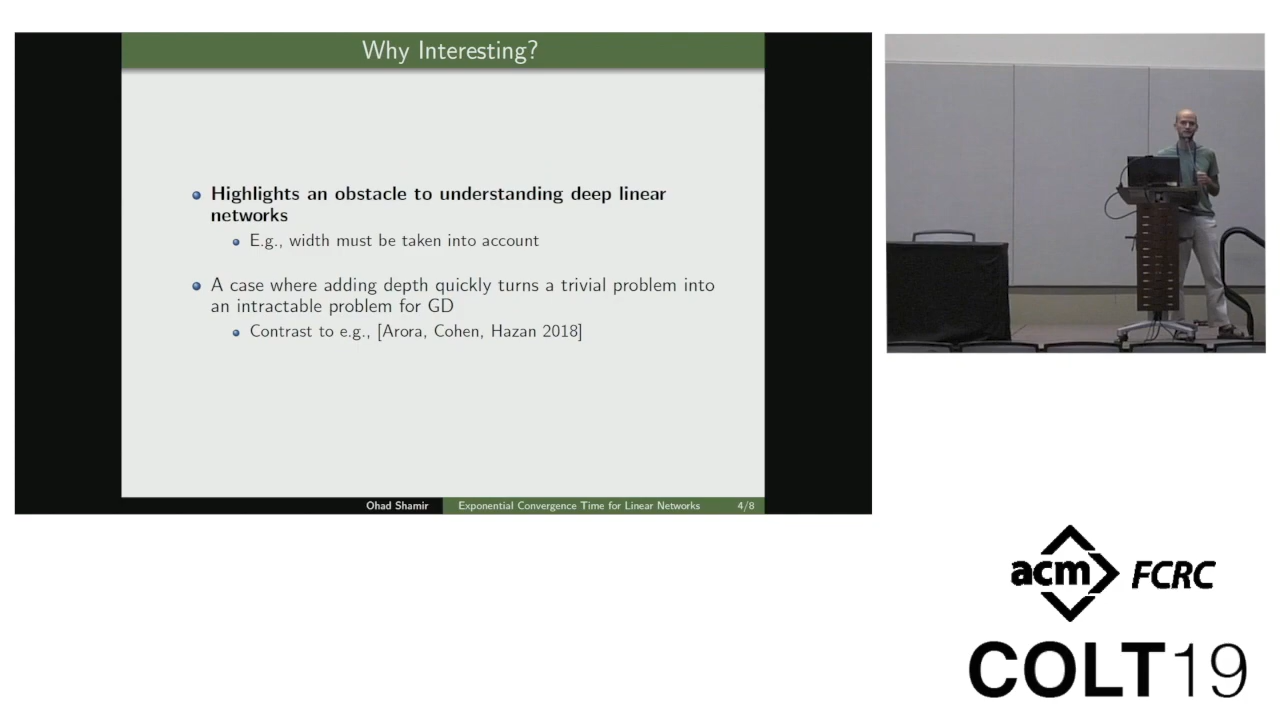 Why Interesting?
Highlights an obstacle to understanding deep linear
networks
E.g., width must be taken into account
A case where adding depth quickly turns a trivial problem into
an intractable problem for GD
Contrast to e.g., [Arora, Cohen, Hazan 2018]
Ohad Shamir Exponential Convergence Time for Linear Networks 4/8
acm FCRC
COLT19